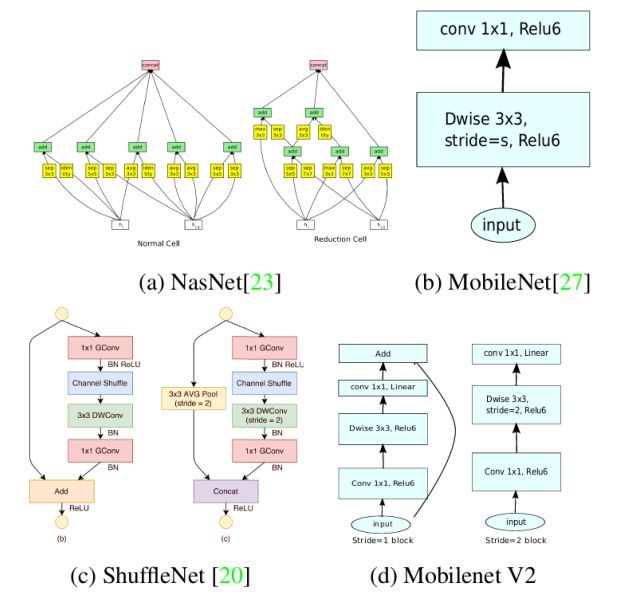 concat
add
add
add
add
add
sep 3x3
iden tity
sep 3x3
sep 5x5
avg 3x3
iden tity
avg 3x3
avg 3x3
sep 5x5
sep 3x3
h_i
h_i-1
Normal Cell
concat
add
add
max 3x3
sep 3x3
avg 3x3
iden tity
add
add
add
sep 5x5
sep 7x7
max 3x3
sep 7x7
avg 3x3
sep 5x5
h_i
h_i-1
Reduction Cell
(a) NasNet[23]
conv 1x1, Relu6
Dwise 3x3,
stride=s, Relu6
input
(b) MobileNet[27]
1x1 GConv
BN ReLU
Channel Shuffle
3x3 DWConv
BN
1x1 GConv
BN
Add
ReLU
(b)
1x1 GConv
BN ReLU
3x3 AVG Pool
(stride = 2)
Channel Shuffle
3x3 DWConv
(stride = 2)
BN
1x1 GConv
BN
Concat
ReLU
(c)
(c) ShuffleNet [20]
Add
conv 1x1, Linear
Dwise 3x3, Relu6
Conv 1x1, Relu6
input
Stride=1 block
conv 1x1, Linear
Dwise 3x3,
stride=2, Relu6
Conv 1x1, Relu6
input
Stride=2 block
(d) Mobilenet V2